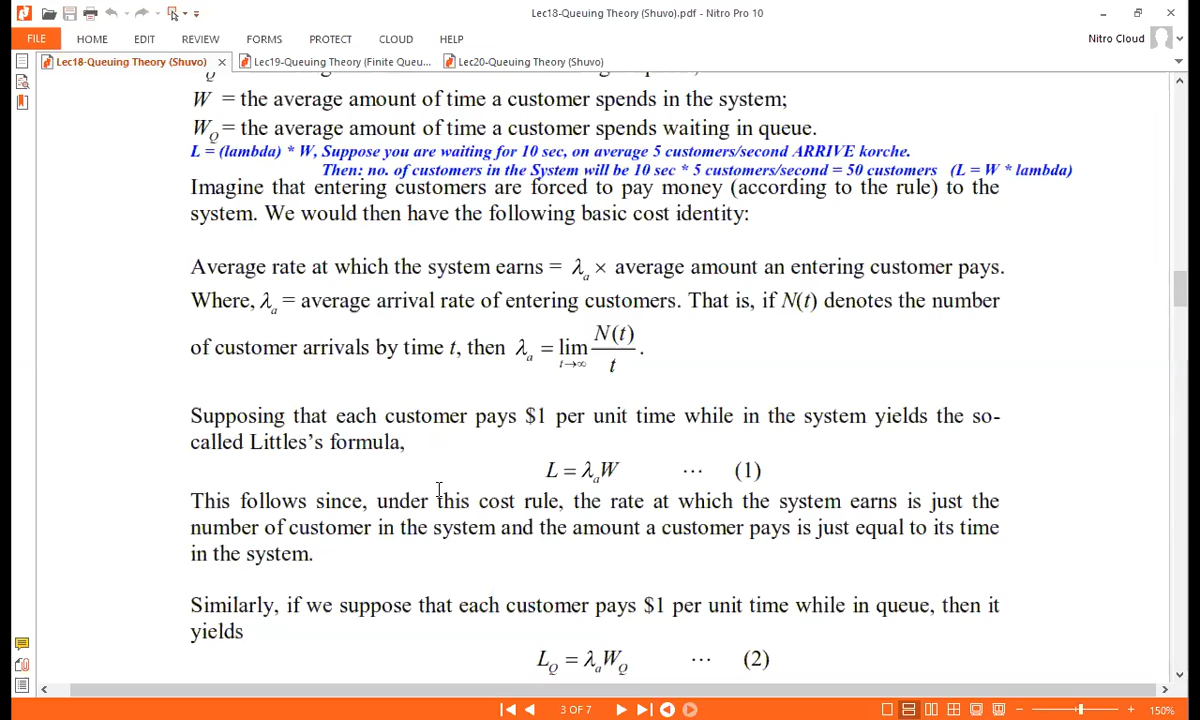 Lec18-Queuing Theory (Shuvo).pdf - Nitro Pro 10
FILE HOME EDIT REVIEW FORMS PROTECT CLOUD HELP Nitro Cloud
Lec18-Queuing Theory (Shuvo) × Lec19-Queuing Theory (Finite Queu... Lec20-Queuing Theory (Shuvo)
W = the average amount of time a customer spends in the system;
W_Q = the average amount of time a customer spends waiting in queue.
L = (lambda) * W, Suppose you are waiting for 10 sec, on average 5 customers/second ARRIVE korche.
Then: no. of customers in the System will be 10 sec * 5 customers/second = 50 customers (L = W * lambda)
Imagine that entering customers are forced to pay money (according to the rule) to the
system. We would then have the following basic cost identity:
Average rate at which the system earns = λ_a × average amount an entering customer pays.
Where, λ_a = average arrival rate of entering customers. That is, if N(t) denotes the number
of customer arrivals by time t, then λ_a = lim_{t→∞} N(t)/t .
Supposing that each customer pays $1 per unit time while in the system yields the so-
called Littles's formula,
L = λ_a W ⋯ (1)
This follows since, under this cost rule, the rate at which the system earns is just the
number of customer in the system and the amount a customer pays is just equal to its time
in the system.
Similarly, if we suppose that each customer pays $1 per unit time while in queue, then it
yields
L_Q = λ_a W_Q ⋯ (2)
3 OF 7 150%